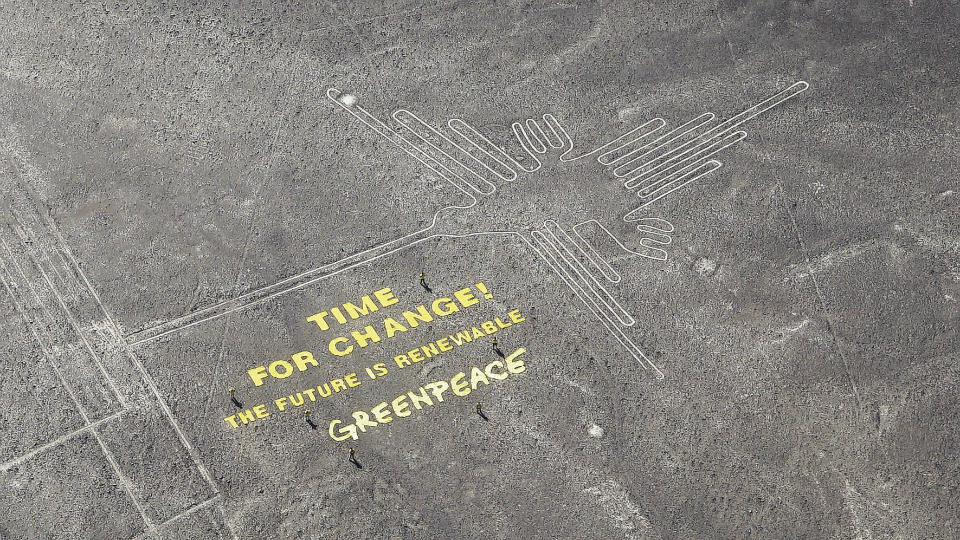 TIME
FOR CHANGE!
THE FUTURE IS RENEWABLE
GREENPEACE